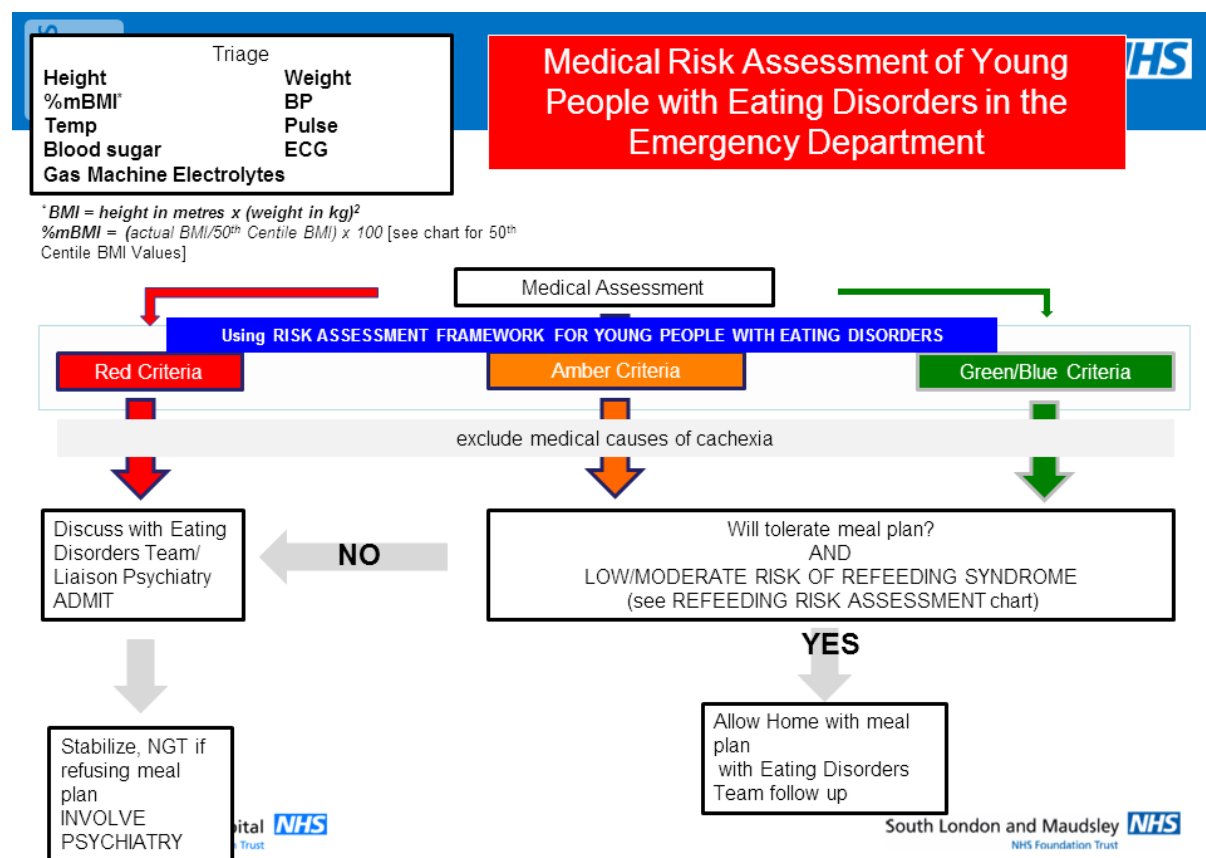 Triage
Height Weight
%mBMI* BP
Temp Pulse
Blood sugar ECG
Gas Machine Electrolytes
Medical Risk Assessment of Young
People with Eating Disorders in the
Emergency Department
*BMI = height in metres x (weight in kg)²
%mBMI = (actual BMI/50th Centile BMI) x 100 [see chart for 50th
Centile BMI Values]
Medical Assessment
Using RISK ASSESSMENT FRAMEWORK FOR YOUNG PEOPLE WITH EATING DISORDERS
Red Criteria
Amber Criteria
Green/Blue Criteria
exclude medical causes of cachexia
Discuss with Eating
Disorders Team/
Liaison Psychiatry
ADMIT
NO
Will tolerate meal plan?
AND
LOW/MODERATE RISK OF REFEEDING SYNDROME
(see REFEEDING RISK ASSESSMENT chart)
YES
Stabilize, NGT if
refusing meal
plan
INVOLVE
PSYCHIATRY
Allow Home with meal
plan
with Eating Disorders
Team follow up
NHS
Trust
South London and Maudsley NHS
NHS Foundation Trust